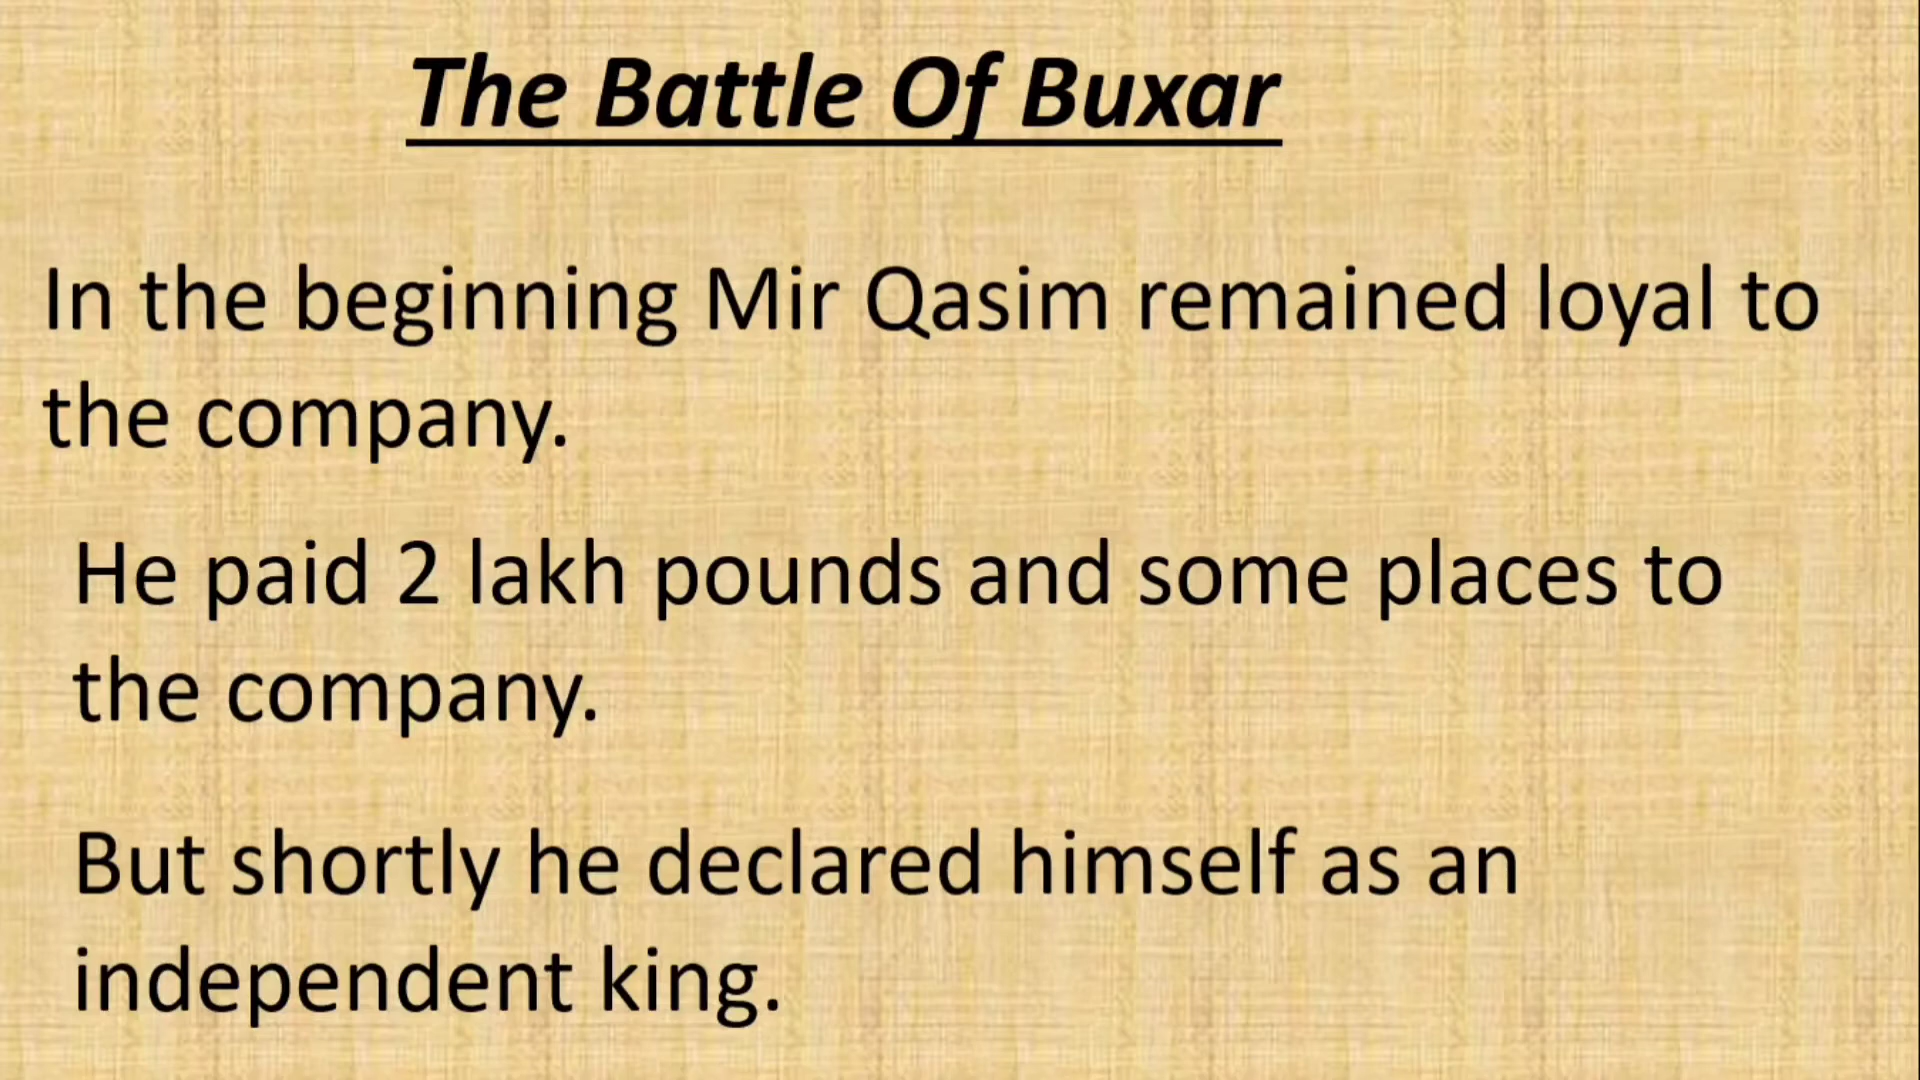 The Battle Of Buxar
In the beginning Mir Qasim remained loyal to
the company.
He paid 2 lakh pounds and some places to
the company.
But shortly he declared himself as an
independent king.